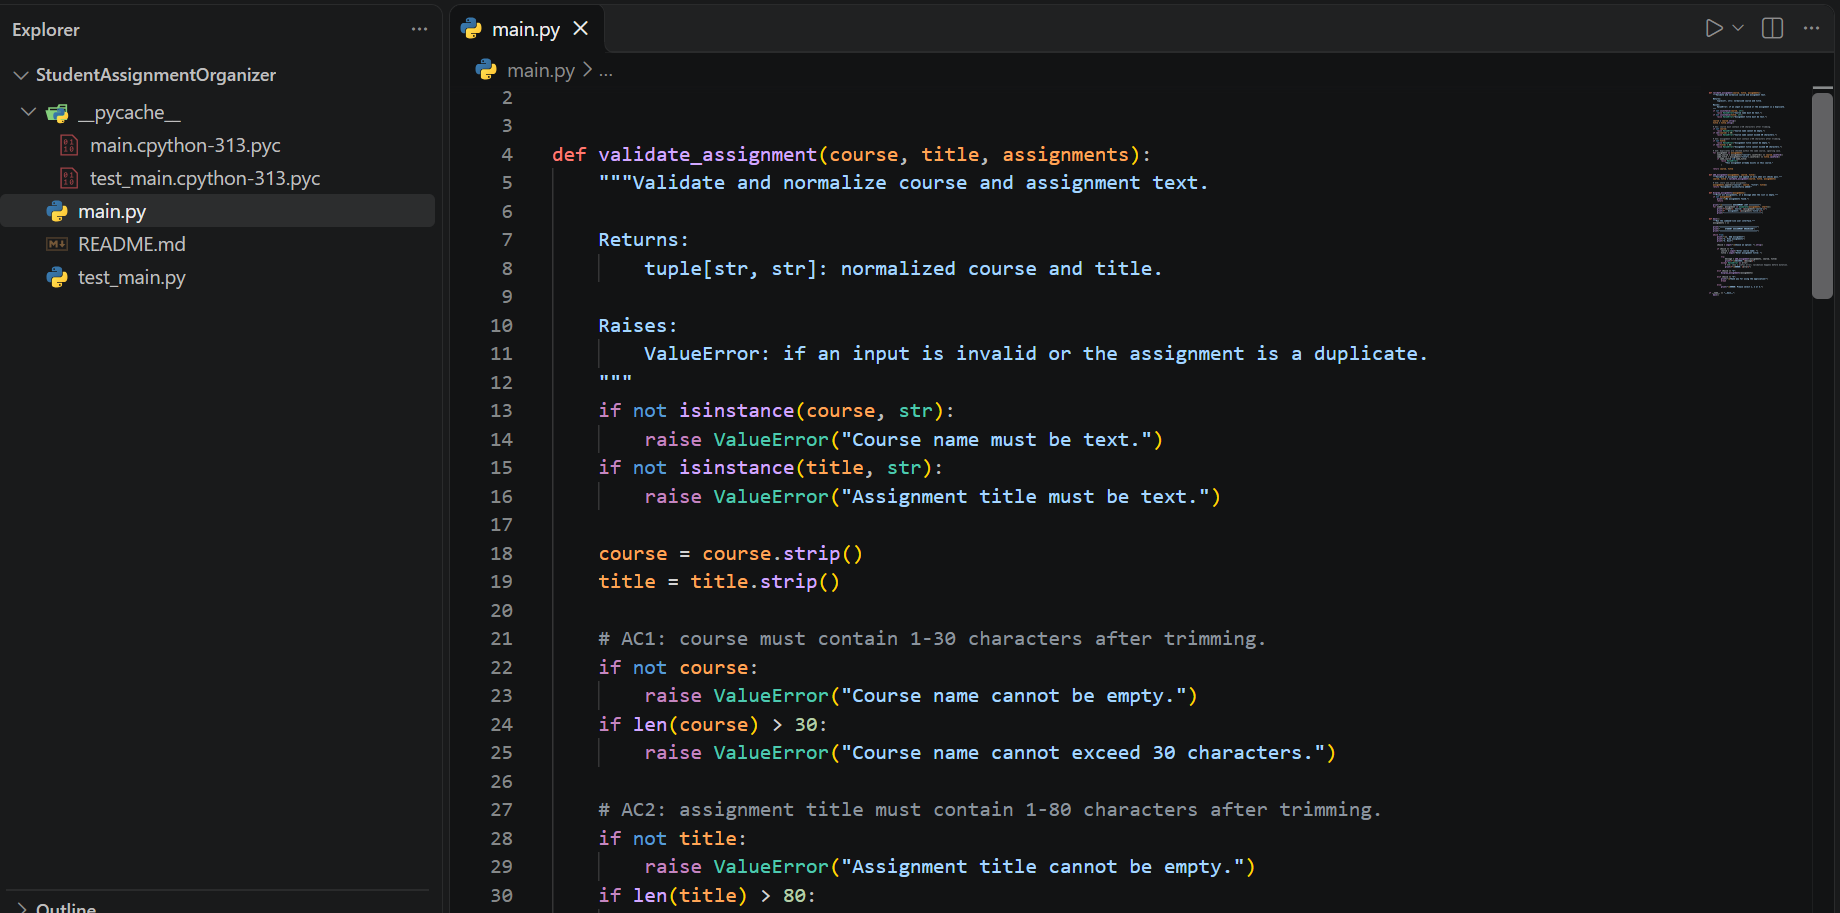 Explorer
StudentAssignmentOrganizer
__pycache__
main.cpython-313.pyc
test_main.cpython-313.pyc
main.py
README.md
test_main.py
Outline
main.py
main.py > ...
2
3
4 def validate_assignment(course, title, assignments):
5 """Validate and normalize course and assignment text.
6
7 Returns:
8 tuple[str, str]: normalized course and title.
9
10 Raises:
11 ValueError: if an input is invalid or the assignment is a duplicate.
12 """
13 if not isinstance(course, str):
14 raise ValueError("Course name must be text.")
15 if not isinstance(title, str):
16 raise ValueError("Assignment title must be text.")
17
18 course = course.strip()
19 title = title.strip()
20
21 # AC1: course must contain 1-30 characters after trimming.
22 if not course:
23 raise ValueError("Course name cannot be empty.")
24 if len(course) > 30:
25 raise ValueError("Course name cannot exceed 30 characters.")
26
27 # AC2: assignment title must contain 1-80 characters after trimming.
28 if not title:
29 raise ValueError("Assignment title cannot be empty.")
30 if len(title) > 80: